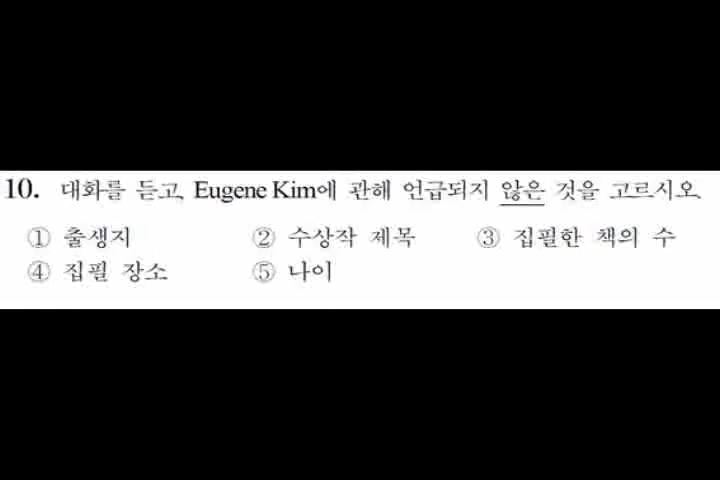 10. 대화를 듣고, Eugene Kim에 관해 언급되지 않은 것을 고르시오.
① 출생지 ② 수상작 제목 ③ 집필한 책의 수
④ 집필 장소 ⑤ 나이